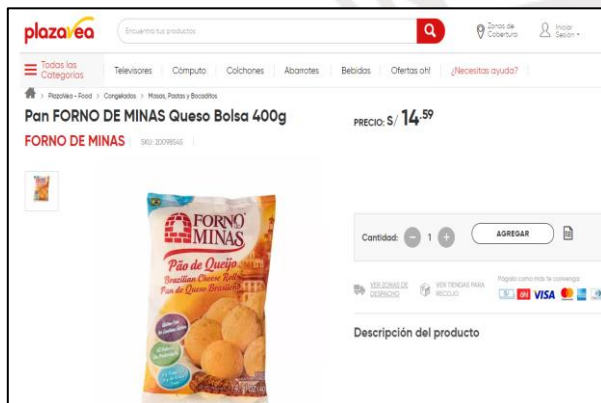 plazavea
Encuentra tus productos
Zonas de
Cobertura
Iniciar
Sesión
Todas las
Categorías
Televisores Cómputo Colchones Abarrotes Bebidas Ofertas oh! ¿Necesitas ayuda?
> PlazaVea - Food > Congelados > Masas, Pastas y Bocaditos
Pan FORNO DE MINAS Queso Bolsa 400g
FORNO DE MINAS SKU: 20098545
PRECIO: S/ 14.59
FORNO
DE MINAS
Pão de Queijo
Brazilian Cheese Rolls
Pan de Queso Brasileño
Cantidad: - 1 + AGREGAR
VER ZONAS DE
DESPACHO
VER TIENDAS PARA
RECOJO
Págalo como más te convenga
oh! VISA
Descripción del producto